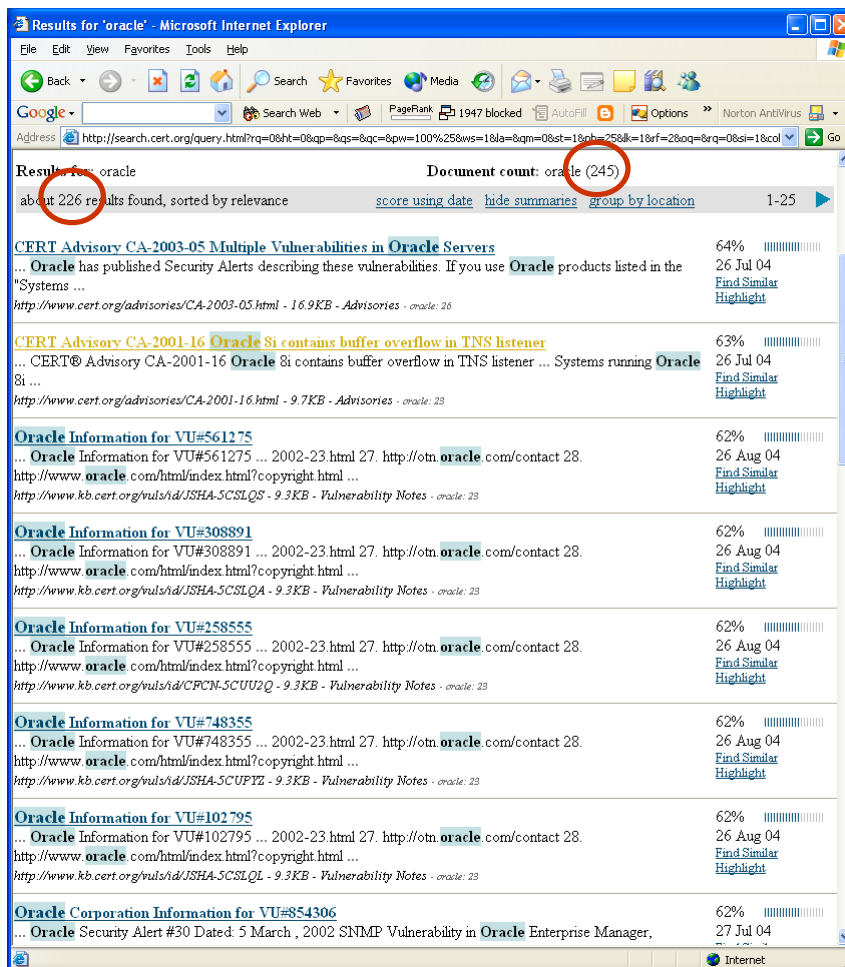 Results for 'oracle' - Microsoft Internet Explorer
File Edit View Favorites Tools Help
Back Search Favorites Media
Google Search Web PageRank 1947 blocked AutoFill Options » Norton AntiVirus
Address http://search.cert.org/query.html?rq=0&ht=0&qp=&qs=&qc=&pw=100%25&ws=1&la=&qm=0&st=1&nh=25&lk=1&rf=2&oq=&rq=0&si=1&col Go
Results for: oracle Document count: oracle (245)
about 226 results found, sorted by relevance score using date hide summaries group by location 1-25
CERT Advisory CA-2003-05 Multiple Vulnerabilities in Oracle Servers 64%
... Oracle has published Security Alerts describing these vulnerabilities. If you use Oracle products listed in the 26 Jul 04
"Systems ... Find Similar
http://www.cert.org/advisories/CA-2003-05.html - 16.9KB - Advisories - oracle: 26 Highlight
CERT Advisory CA-2001-16 Oracle 8i contains buffer overflow in TNS listener 63%
... CERT® Advisory CA-2001-16 Oracle 8i contains buffer overflow in TNS listener ... Systems running Oracle 26 Jul 04
8i ... Find Similar
http://www.cert.org/advisories/CA-2001-16.html - 9.7KB - Advisories - oracle: 23 Highlight
Oracle Information for VU#561275 62%
... Oracle Information for VU#561275 ... 2002-23.html 27. http://otn.oracle.com/contact 28. 26 Aug 04
http://www.oracle.com/html/index.html?copyright.html ... Find Similar
http://www.kb.cert.org/vuls/id/JSHA-5CSLQS - 9.3KB - Vulnerability Notes - oracle: 23 Highlight
Oracle Information for VU#308891 62%
... Oracle Information for VU#308891 ... 2002-23.html 27. http://otn.oracle.com/contact 28. 26 Aug 04
http://www.oracle.com/html/index.html?copyright.html ... Find Similar
http://www.kb.cert.org/vuls/id/JSHA-5CSLQA - 9.3KB - Vulnerability Notes - oracle: 23 Highlight
Oracle Information for VU#258555 62%
... Oracle Information for VU#258555 ... 2002-23.html 27. http://otn.oracle.com/contact 28. 26 Aug 04
http://www.oracle.com/html/index.html?copyright.html ... Find Similar
http://www.kb.cert.org/vuls/id/CFCN-5CUU2Q - 9.3KB - Vulnerability Notes - oracle: 23 Highlight
Oracle Information for VU#748355 62%
... Oracle Information for VU#748355 ... 2002-23.html 27. http://otn.oracle.com/contact 28. 26 Aug 04
http://www.oracle.com/html/index.html?copyright.html ... Find Similar
http://www.kb.cert.org/vuls/id/JSHA-5CUPYZ - 9.3KB - Vulnerability Notes - oracle: 23 Highlight
Oracle Information for VU#102795 62%
... Oracle Information for VU#102795 ... 2002-23.html 27. http://otn.oracle.com/contact 28. 26 Aug 04
http://www.oracle.com/html/index.html?copyright.html ... Find Similar
http://www.kb.cert.org/vuls/id/JSHA-5CSLQL - 9.3KB - Vulnerability Notes - oracle: 23 Highlight
Oracle Corporation Information for VU#854306 62%
... Oracle Security Alert #30 Dated: 5 March , 2002 SNMP Vulnerability in Oracle Enterprise Manager, 27 Jul 04
Internet